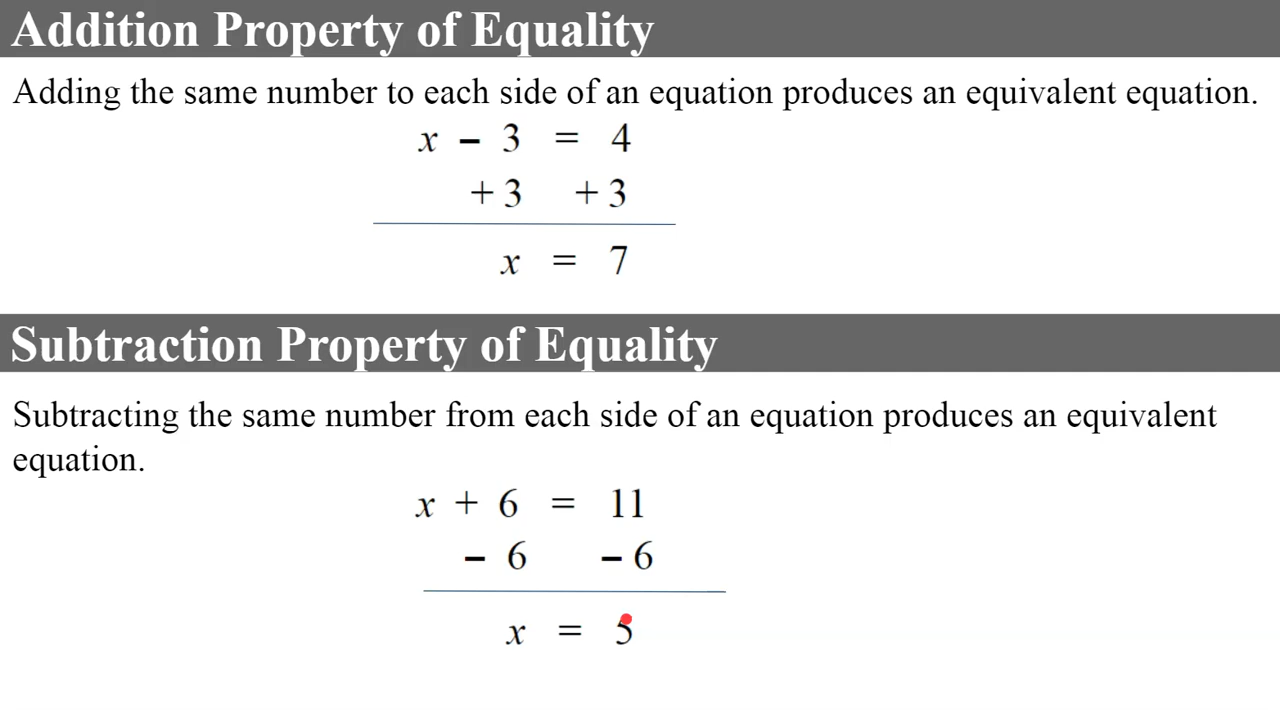 Addition Property of Equality
Adding the same number to each side of an equation produces an equivalent equation.
x − 3 = 4
+ 3 + 3
x = 7
Subtraction Property of Equality
Subtracting the same number from each side of an equation produces an equivalent
equation.
x + 6 = 11
− 6 − 6
x = 5